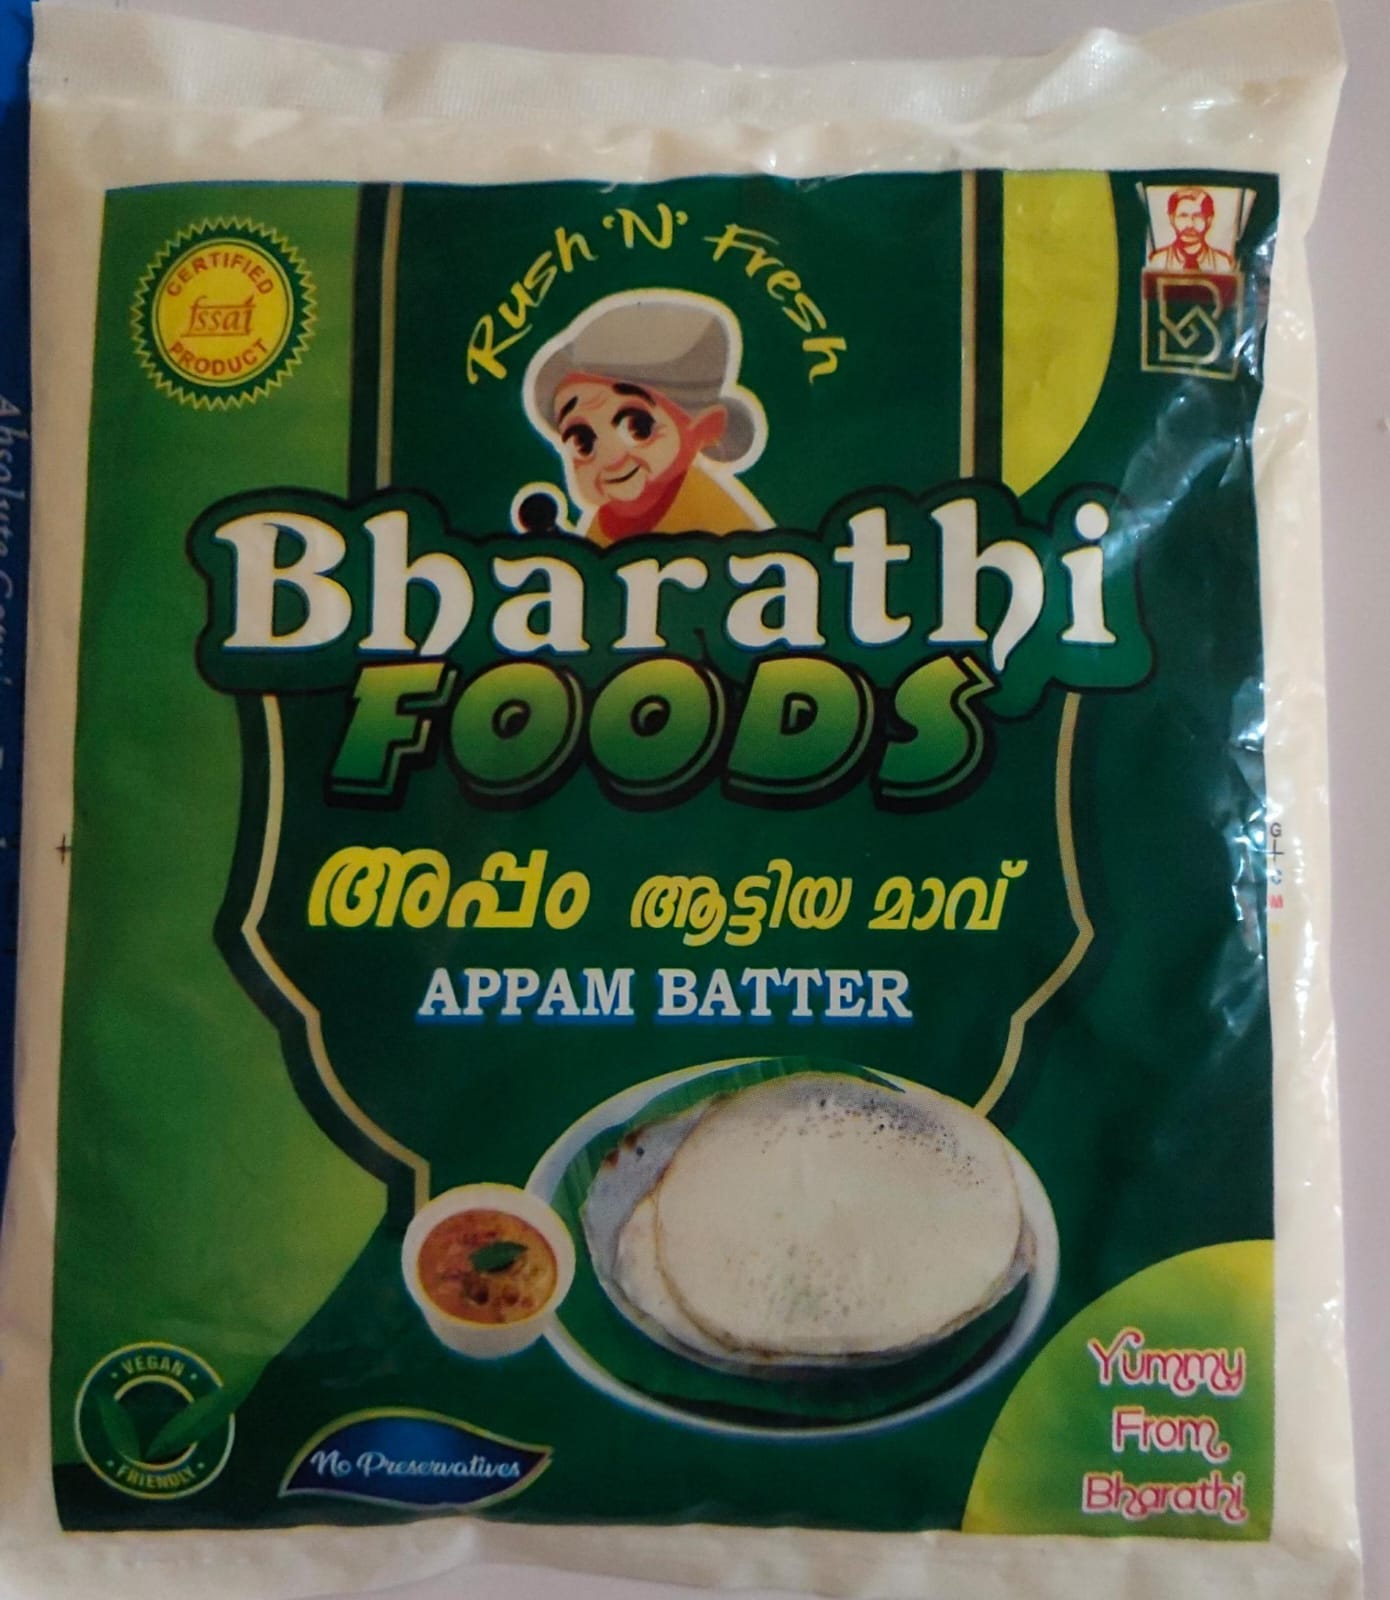 Rush 'N' Fresh
CERTIFIED
fssai
PRODUCT
Bharathi
FOODS
അപ്പം ആട്ടിയ മാവ്
APPAM BATTER
VEGAN
FRIENDLY
No Preservatives
Yummy
From
Bharathi